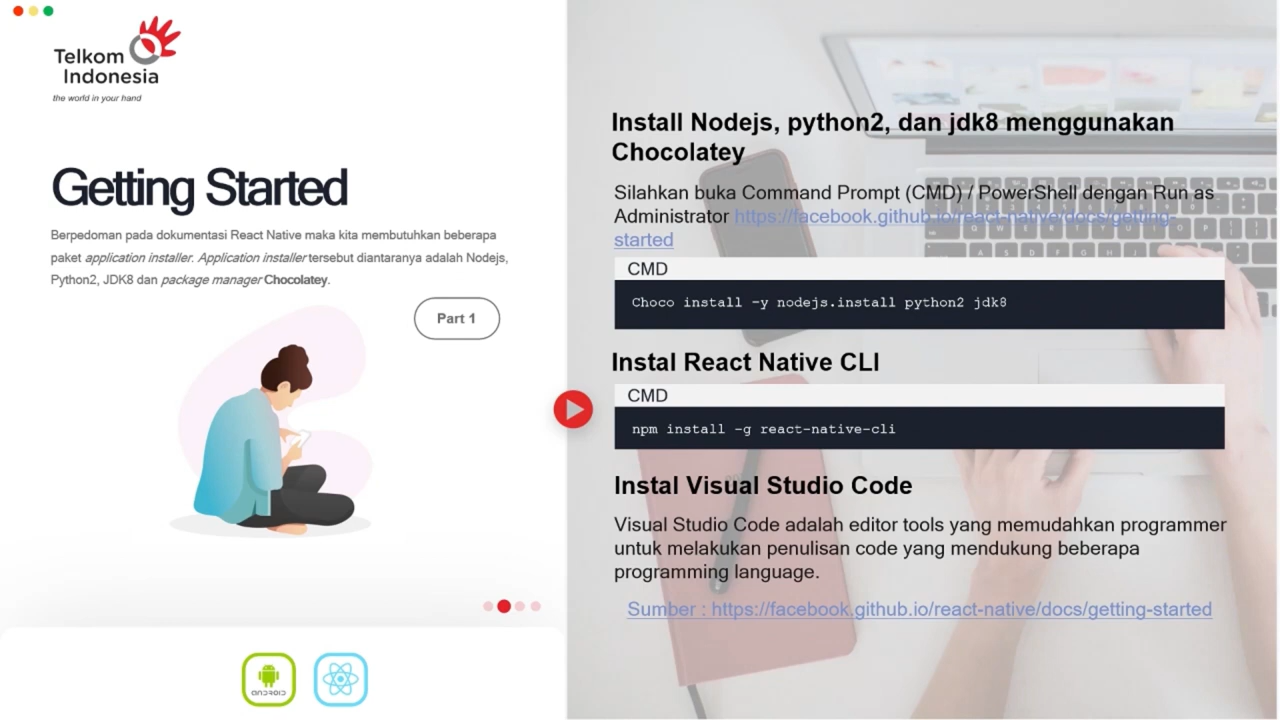 Telkom
Indonesia
the world in your hand
Getting Started
Berpedoman pada dokumentasi React Native maka kita membutuhkan beberapa
paket application installer. Application installer tersebut diantaranya adalah Nodejs,
Python2, JDK8 dan package manager Chocolatey.
Part 1
ANDROID
Install Nodejs, python2, dan jdk8 menggunakan
Chocolatey
Silahkan buka Command Prompt (CMD) / PowerShell dengan Run as
Administrator https://facebook.github.io/react-native/docs/getting-
started
CMD
Choco install -y nodejs.install python2 jdk8
Instal React Native CLI
CMD
npm install -g react-native-cli
Instal Visual Studio Code
Visual Studio Code adalah editor tools yang memudahkan programmer
untuk melakukan penulisan code yang mendukung beberapa
programming language.
Sumber : https://facebook.github.io/react-native/docs/getting-started